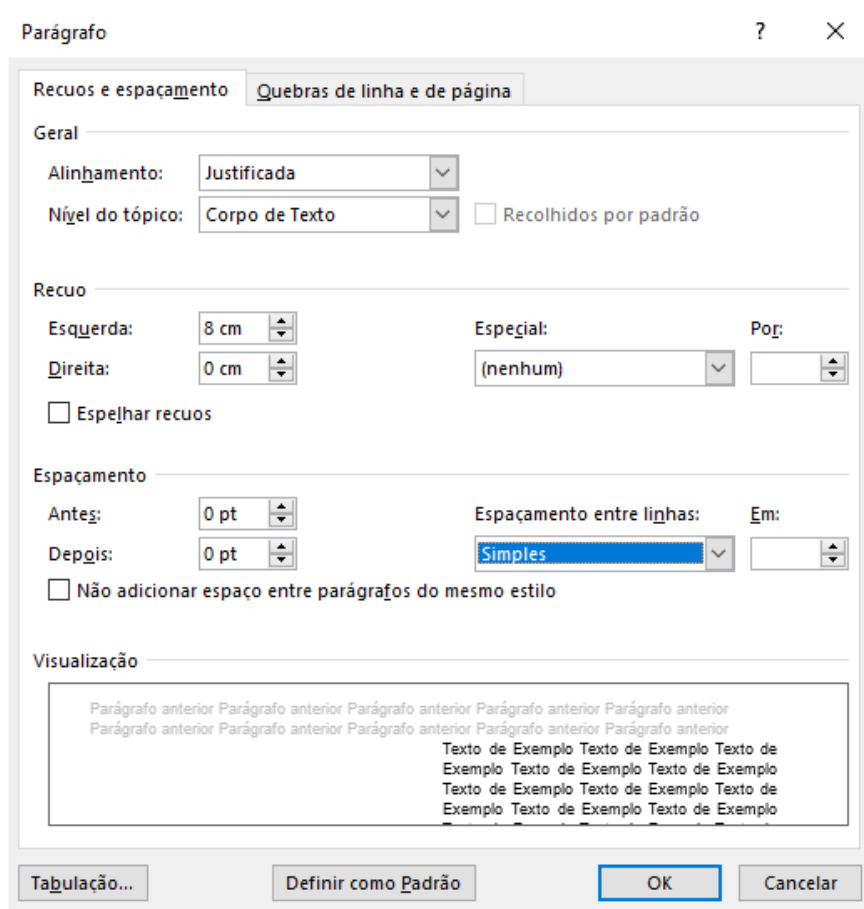 Parágrafo ?
Recuos e espaçamento Quebras de linha e de página
Geral
Alinhamento: Justificada
Nível do tópico: Corpo de Texto Recolhidos por padrão
Recuo
Esquerda: 8 cm Especial: Por:
Direita: 0 cm (nenhum)
Espelhar recuos
Espaçamento
Antes: 0 pt Espaçamento entre linhas: Em:
Depois: 0 pt Simples
Não adicionar espaço entre parágrafos do mesmo estilo
Visualização
Parágrafo anterior Parágrafo anterior Parágrafo anterior Parágrafo anterior Parágrafo anterior
Parágrafo anterior Parágrafo anterior Parágrafo anterior Parágrafo anterior Parágrafo anterior
Texto de Exemplo Texto de Exemplo Texto de
Exemplo Texto de Exemplo Texto de Exemplo
Texto de Exemplo Texto de Exemplo Texto de
Exemplo Texto de Exemplo Texto de Exemplo
Tabulação... Definir como Padrão OK Cancelar